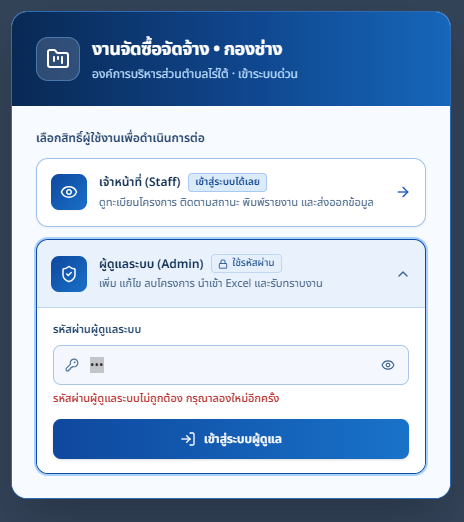 งานจัดซื้อจัดจ้าง • กองช่าง
องค์การบริหารส่วนตำบลไร่ใต้ · เข้าระบบด่วน
เลือกสิทธิ์ผู้ใช้งานเพื่อดำเนินการต่อ
เจ้าหน้าที่ (Staff) เข้าสู่ระบบได้เลย
ดูทะเบียนโครงการ ติดตามสถานะ พิมพ์รายงาน และส่งออกข้อมูล
ผู้ดูแลระบบ (Admin) ใช้รหัสผ่าน
เพิ่ม แก้ไข ลบโครงการ นำเข้า Excel และรับทราบงาน
รหัสผ่านผู้ดูแลระบบ
•••
รหัสผ่านผู้ดูแลระบบไม่ถูกต้อง กรุณาลองใหม่อีกครั้ง
เข้าสู่ระบบผู้ดูแล